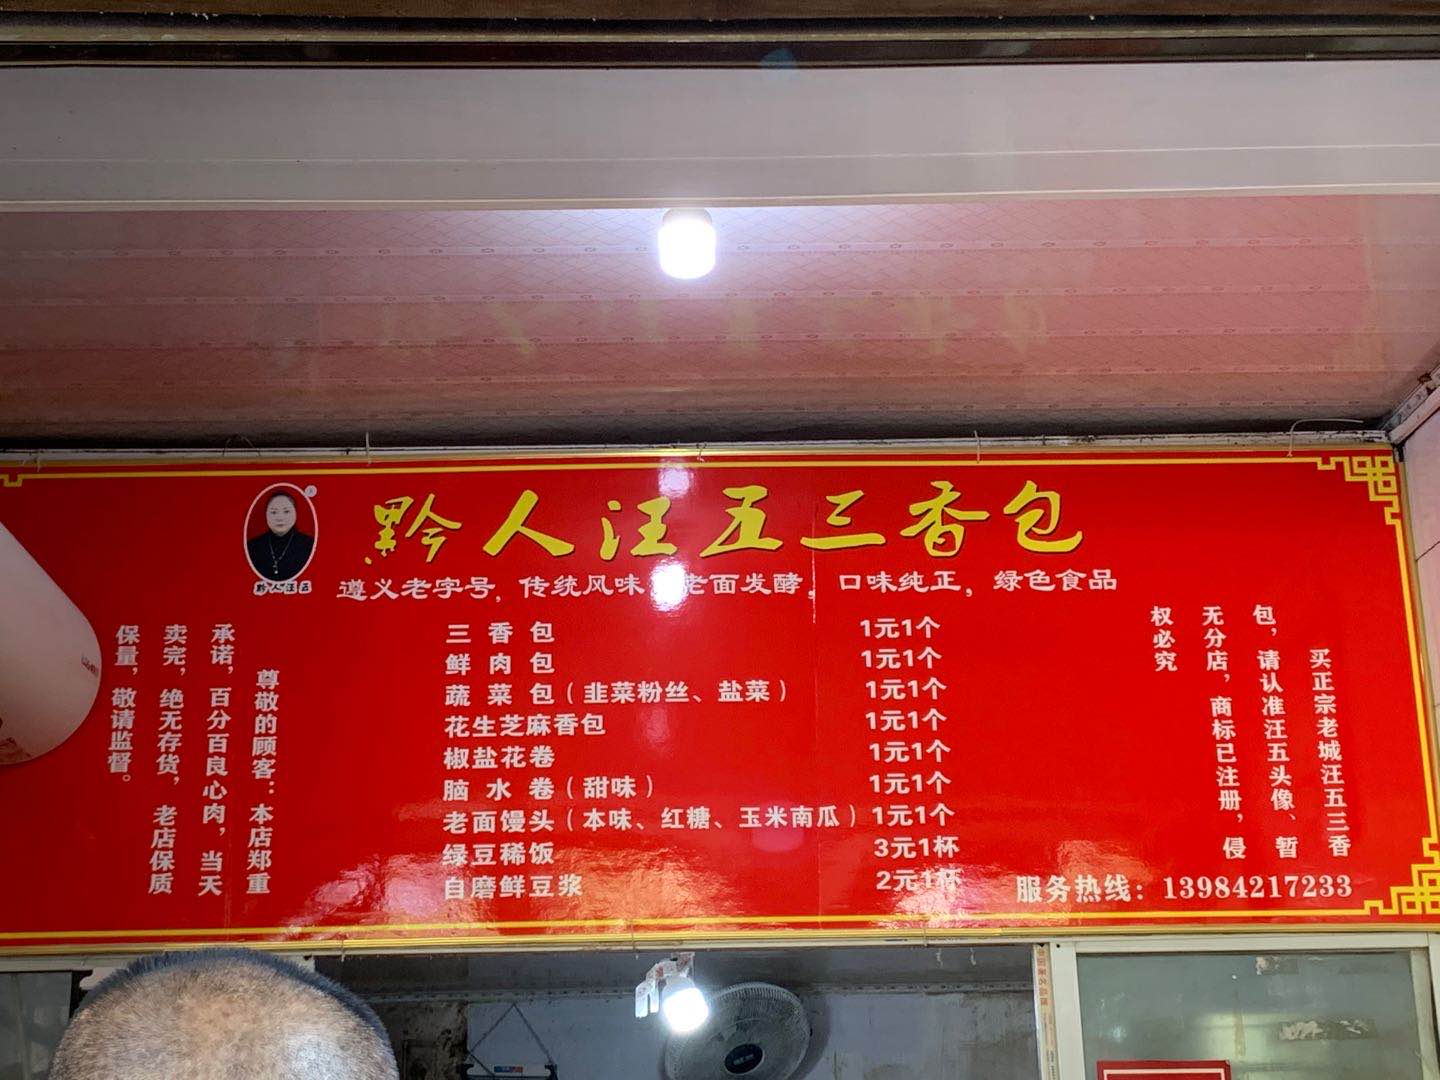 黔人汪五三香包
黔人汪五
遵义老字号，传统风味 老面发酵，口味纯正，绿色食品
尊敬的顾客：本店郑重
承诺，百分百良心肉，当天
卖完，绝无存货，老店保质
保量，敬请监督。
三香包 1元1个
鲜肉包 1元1个
蔬菜包（韭菜粉丝、盐菜） 1元1个
花生芝麻香包 1元1个
椒盐花卷 1元1个
脑水卷（甜味） 1元1个
老面馒头（本味、红糖、玉米南瓜） 1元1个
绿豆稀饭 3元1杯
自磨鲜豆浆 2元1杯
买正宗老城汪五三香
包，请认准汪五头像、暂
无分店，商标已注册，侵
权必究
服务热线：13984217233